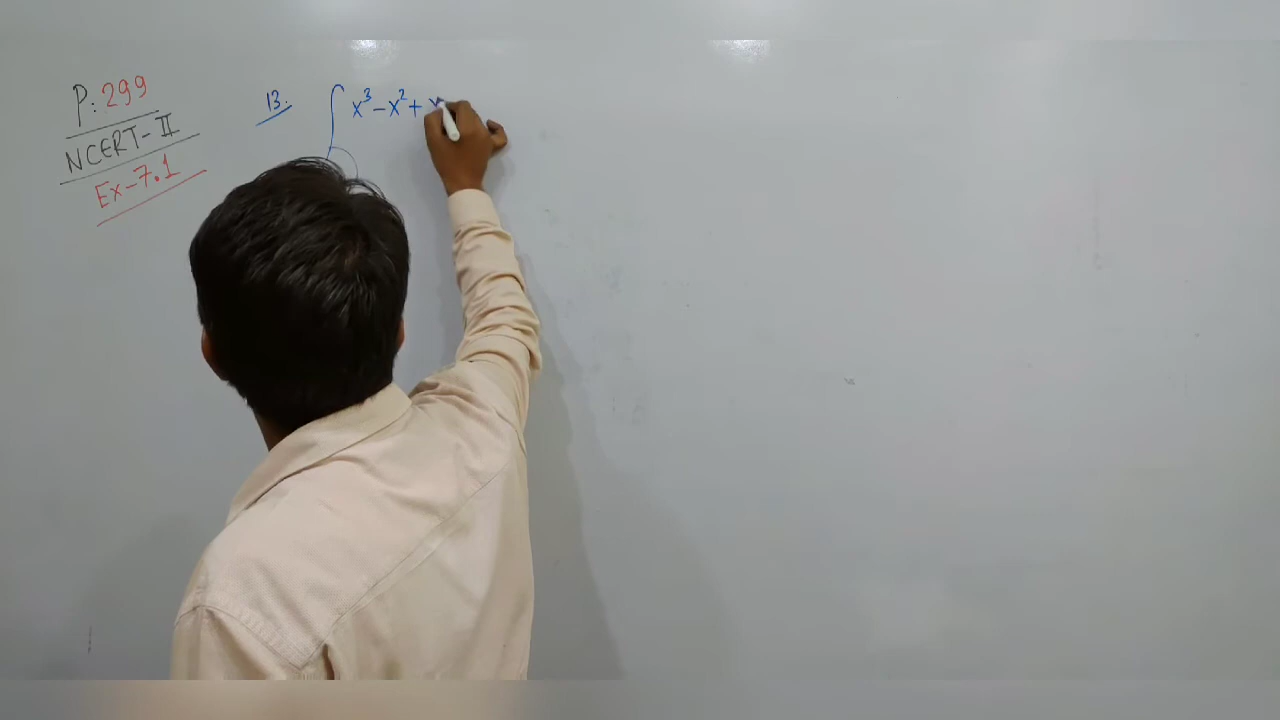 P: 299
NCERT-II
Ex-7.1
13. ∫ x³-x²+x